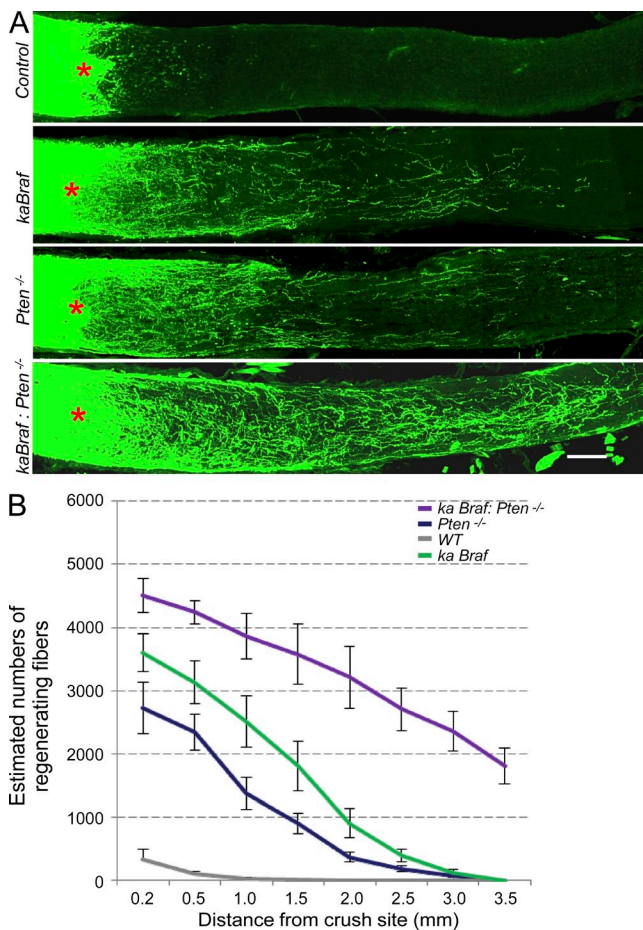 A
Control
*
kaBraf
*
Pten -/-
*
kaBraf : Pten -/-
*
B
ka Braf: Pten -/-
Pten -/-
WT
ka Braf
Estimated numbers of
regenerating fibers
6000
5000
4000
3000
2000
1000
0
0.2 0.5 1.0 1.5 2.0 2.5 3.0 3.5
Distance from crush site (mm)